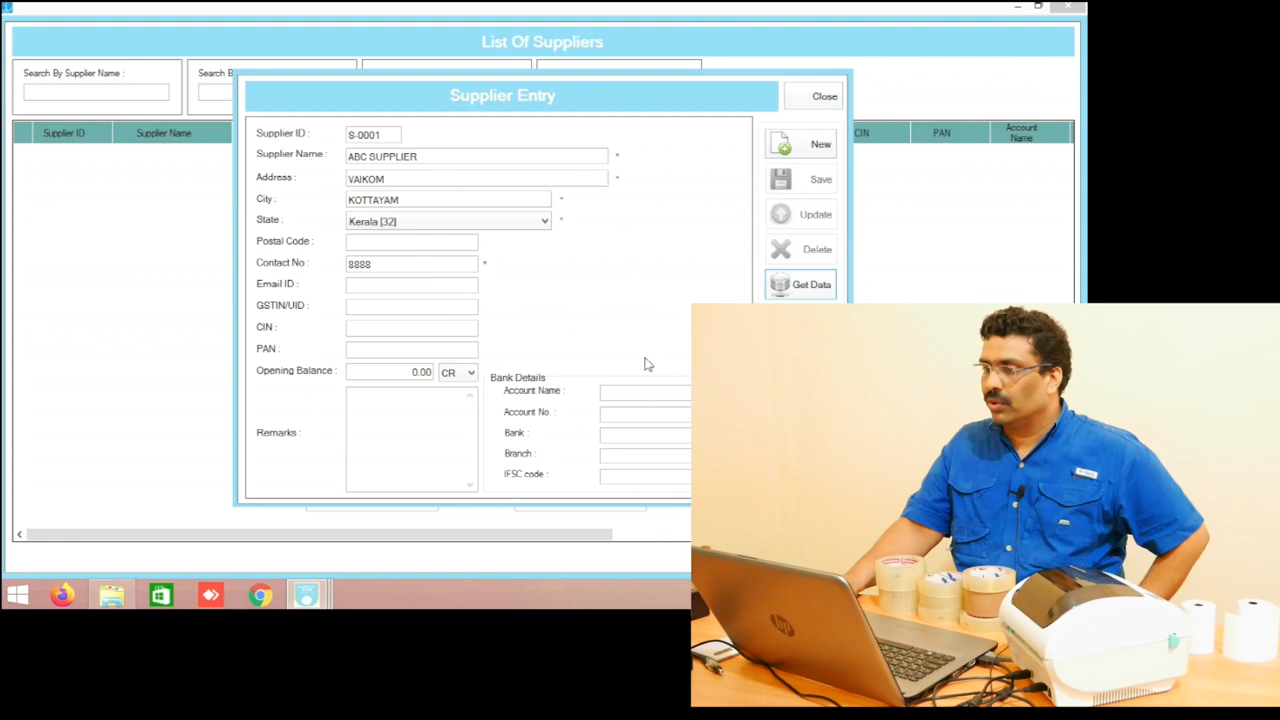 List Of Suppliers
Search By Supplier Name :
Search B
Supplier ID
Supplier Name
CIN
PAN
Account Name
Supplier Entry
Close
Supplier ID :
S-0001
Supplier Name :
ABC SUPPLIER
*
Address :
VAIKOM
*
City :
KOTTAYAM
*
State :
Kerala [32]
*
Postal Code :
Contact No :
8888
*
Email ID :
GSTIN/UID :
CIN :
PAN :
Opening Balance :
0.00
CR
Remarks :
Bank Details
Account Name :
Account No. :
Bank :
Branch :
IFSC code :
New
Save
Update
Delete
Get Data
hp